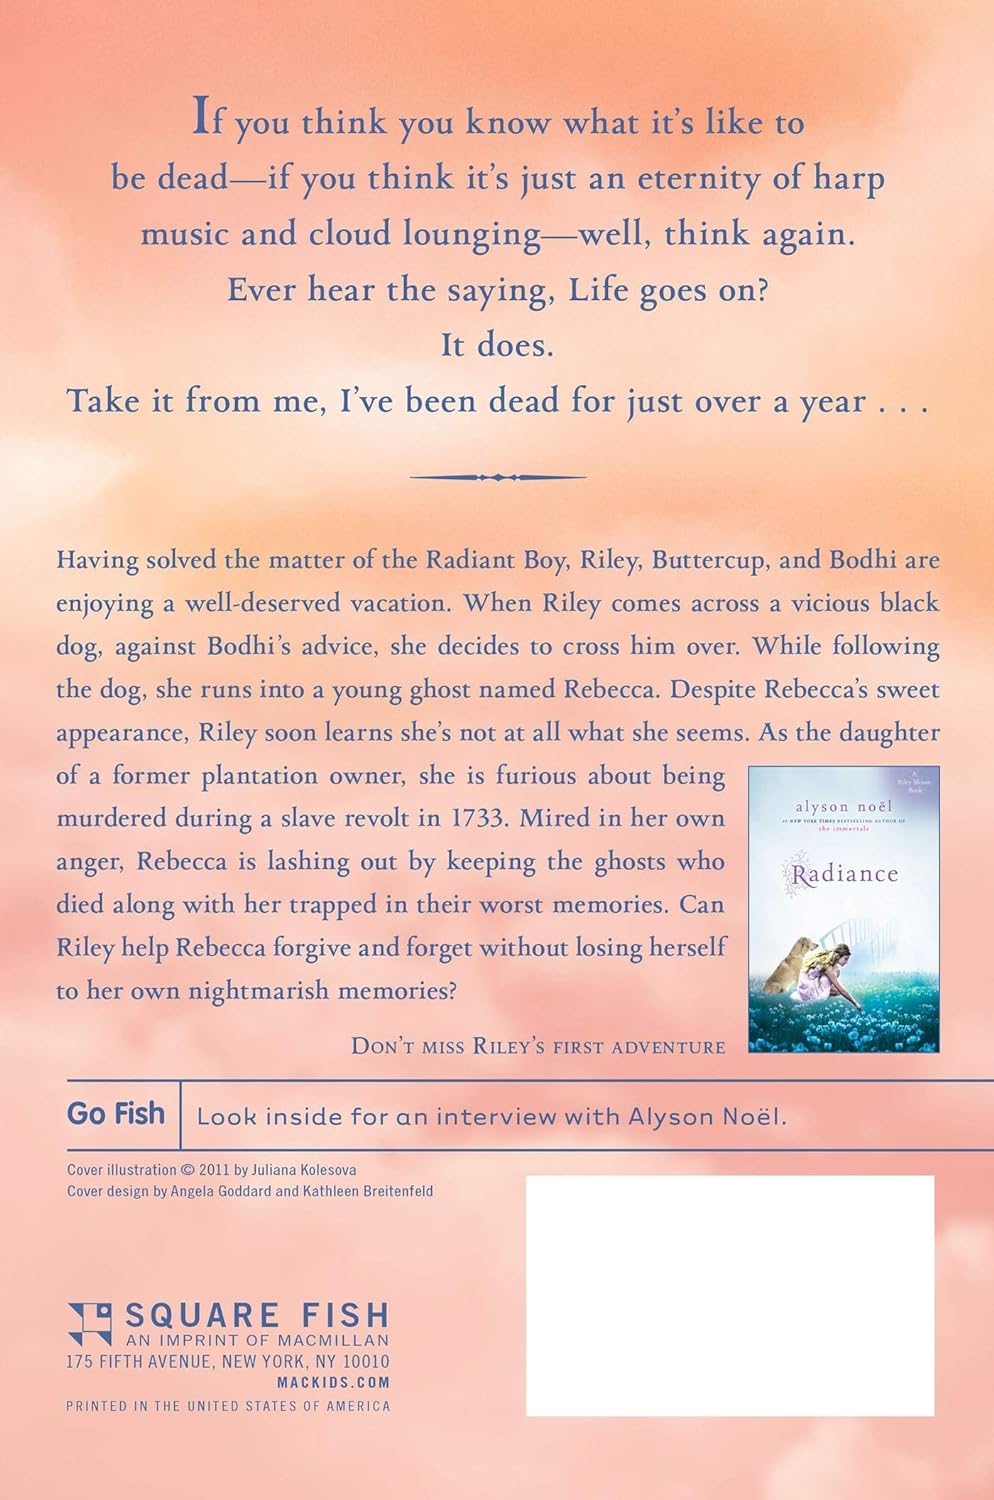 If you think you know what it's like to
be dead—if you think it's just an eternity of harp
music and cloud lounging—well, think again.
Ever hear the saying, Life goes on?
It does.
Take it from me, I've been dead for just over a year . . .
Having solved the matter of the Radiant Boy, Riley, Buttercup, and Bodhi are
enjoying a well-deserved vacation. When Riley comes across a vicious black
dog, against Bodhi's advice, she decides to cross him over. While following
the dog, she runs into a young ghost named Rebecca. Despite Rebecca's sweet
appearance, Riley soon learns she's not at all what she seems. As the daughter
of a former plantation owner, she is furious about being
murdered during a slave revolt in 1733. Mired in her own
anger, Rebecca is lashing out by keeping the ghosts who
died along with her trapped in their worst memories. Can
Riley help Rebecca forgive and forget without losing herself
to her own nightmarish memories?
A
Riley Bloom
Book
alyson noël
#1 NEW YORK TIMES BESTSELLING AUTHOR OF
the immortals
Radiance
DON'T MISS RILEY'S FIRST ADVENTURE
Go Fish
Look inside for an interview with Alyson Noël.
Cover illustration © 2011 by Juliana Kolesova
Cover design by Angela Goddard and Kathleen Breitenfeld
SQUARE FISH
AN IMPRINT OF MACMILLAN
175 FIFTH AVENUE, NEW YORK, NY 10010
MACKIDS.COM
PRINTED IN THE UNITED STATES OF AMERICA